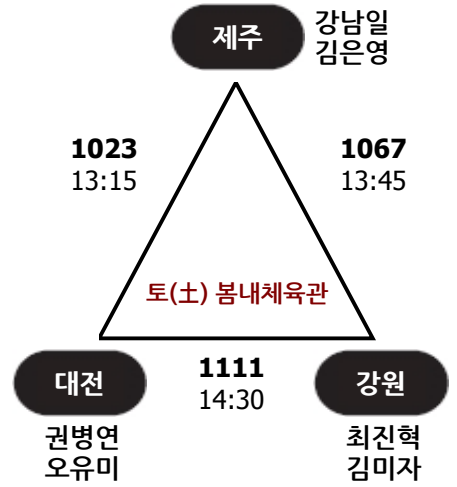 제주
강남일
김은영
1023
13:15
1067
13:45
토(土) 봄내체육관
대전
1111
14:30
강원
권병연
오유미
최진혁
김미자